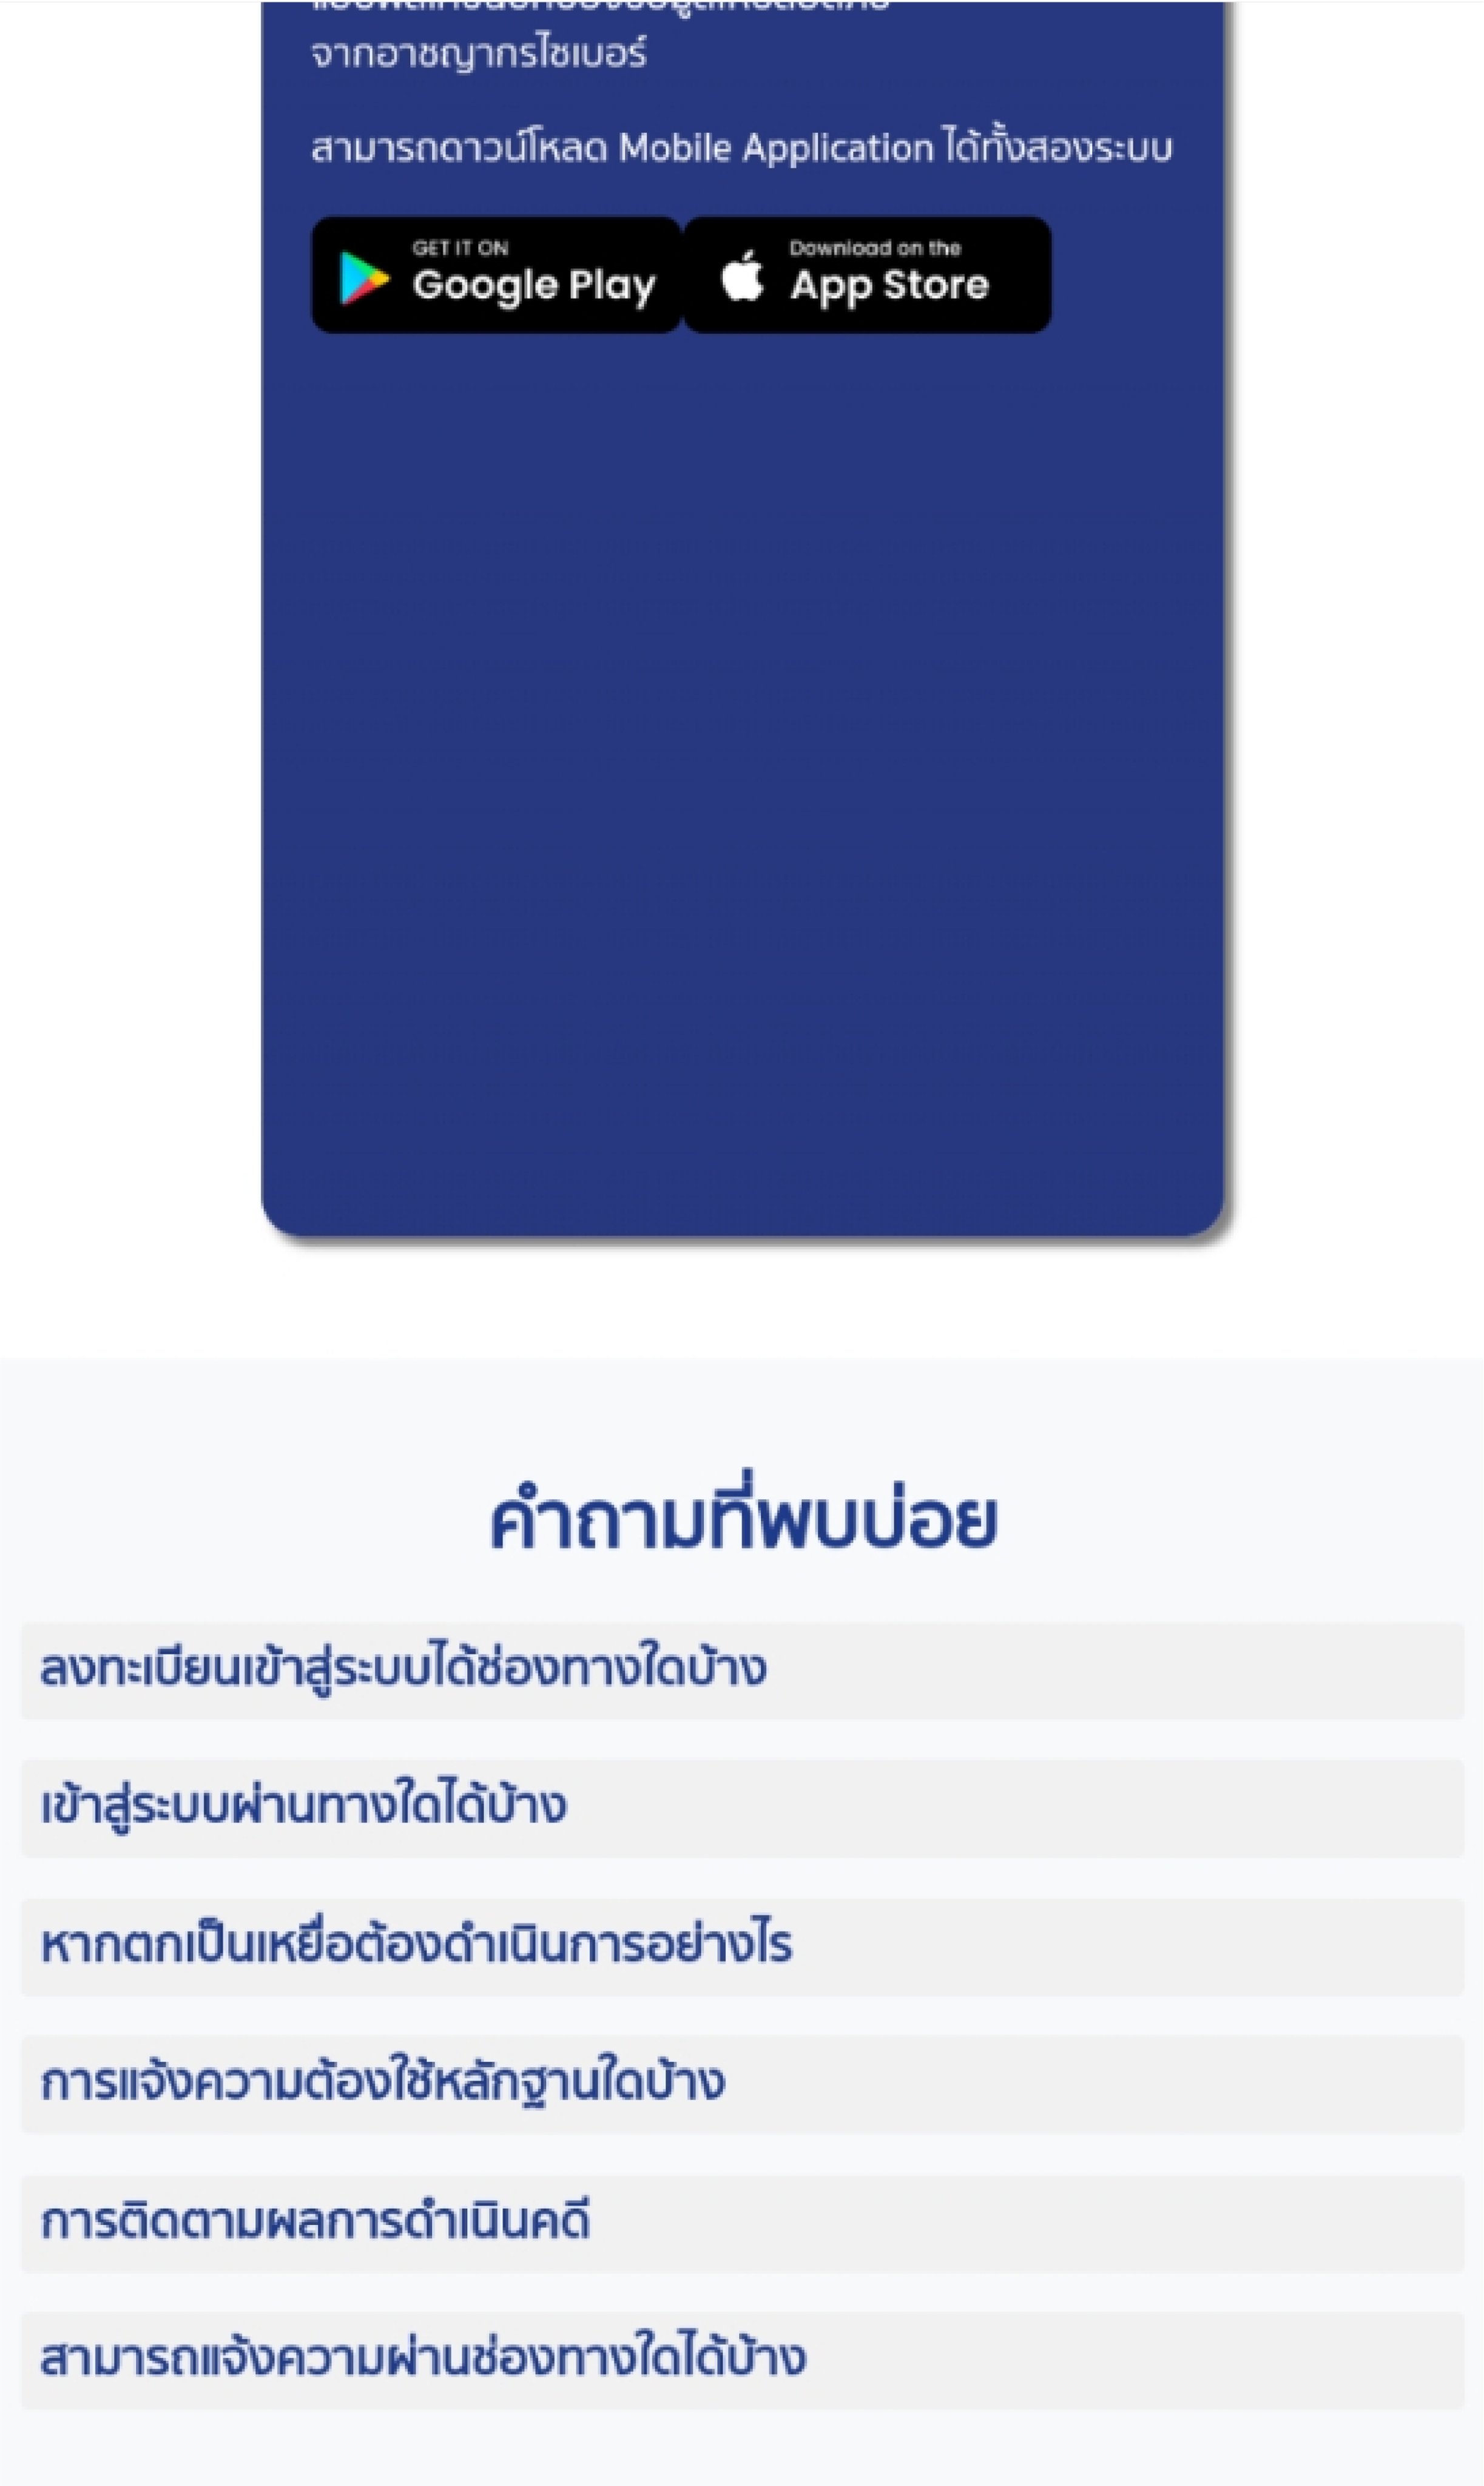 จากอาชญากรไซเบอร์
สามารถดาวน์โหลด Mobile Application ได้ทั้งสองระบบ
GET IT ON
Google Play
Download on the
App Store
คำถามที่พบบ่อย
ลงทะเบียนเข้าสู่ระบบได้ช่องทางใดบ้าง
เข้าสู่ระบบผ่านทางใดได้บ้าง
หากตกเป็นเหยื่อต้องดำเนินการอย่างไร
การแจ้งความต้องใช้หลักฐานใดบ้าง
การติดตามผลการดำเนินคดี
สามารถแจ้งความผ่านช่องทางใดได้บ้าง